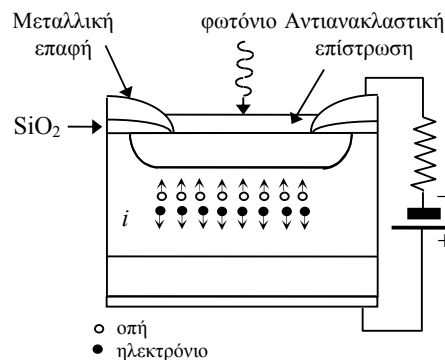 Μεταλλική
επαφή
φωτόνιο
Αντιανακλαστική
επίστρωση
SiO2
i
−
+
οπή
ηλεκτρόνιο